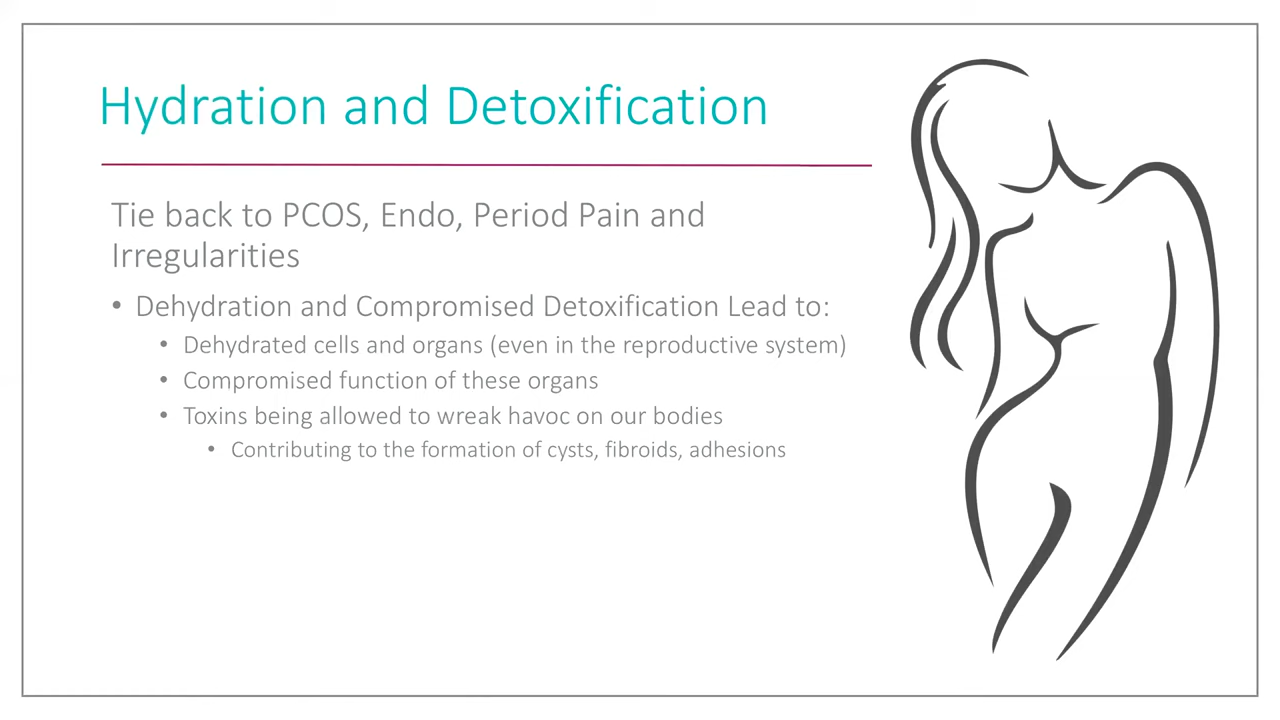 Hydration and Detoxification
Tie back to PCOS, Endo, Period Pain and
Irregularities
• Dehydration and Compromised Detoxification Lead to:
• Dehydrated cells and organs (even in the reproductive system)
• Compromised function of these organs
• Toxins being allowed to wreak havoc on our bodies
• Contributing to the formation of cysts, fibroids, adhesions